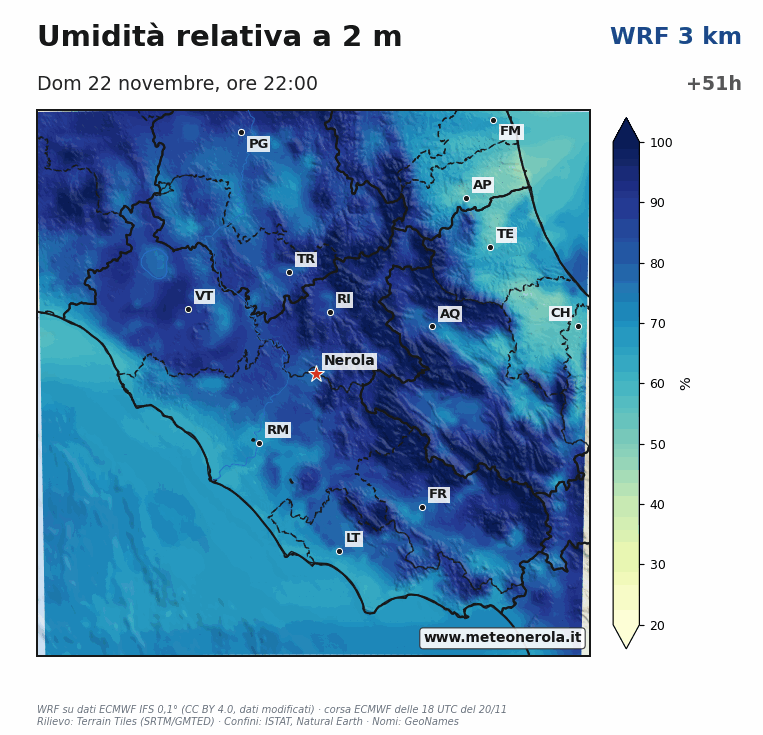 Umidità relativa a 2 m
WRF 3 km
Dom 22 novembre, ore 22:00
+51h
FM
PG
AP
TE
TR
VT
RI
AQ
CH
Nerola
RM
FR
LT
www.meteonerola.it
100
90
80
70
60
50
40
30
20
%
WRF su dati ECMWF IFS 0,1° (CC BY 4.0, dati modificati) · corsa ECMWF delle 18 UTC del 20/11
Rilievo: Terrain Tiles (SRTM/GMTED) · Confini: ISTAT, Natural Earth · Nomi: GeoNames